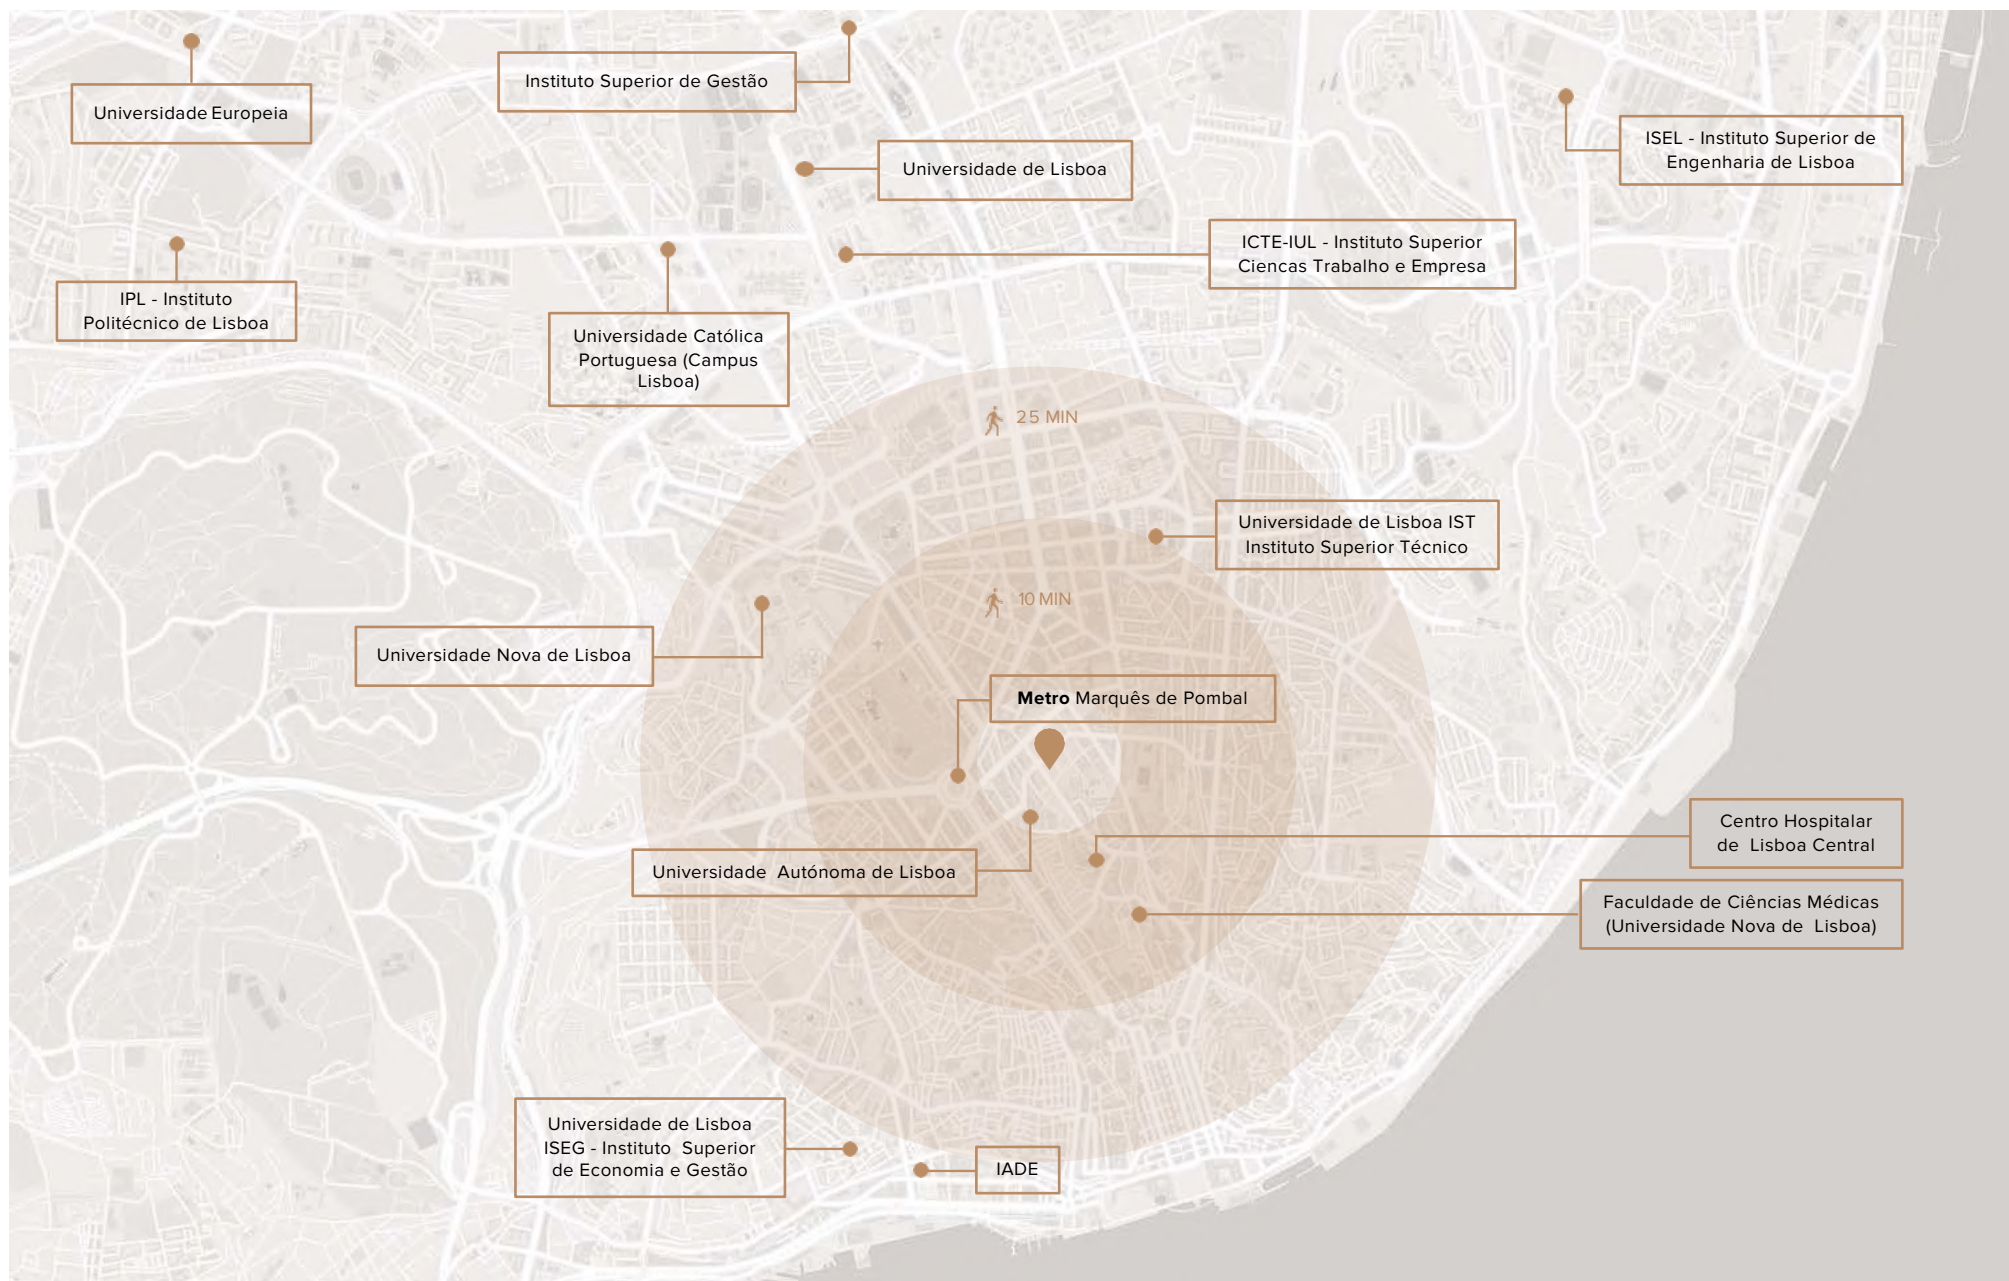 Instituto Superior de Gestão
Universidade Europeia
ISEL - Instituto Superior de
Engenharia de Lisboa
Universidade de Lisboa
ICTE-IUL - Instituto Superior
Ciencas Trabalho e Empresa
IPL - Instituto
Politécnico de Lisboa
Universidade Católica
Portuguesa (Campus
Lisboa)
25 MIN
Universidade de Lisboa IST
Instituto Superior Técnico
10 MIN
Universidade Nova de Lisboa
Metro Marquês de Pombal
Centro Hospitalar
de Lisboa Central
Universidade Autónoma de Lisboa
Faculdade de Ciências Médicas
(Universidade Nova de Lisboa)
Universidade de Lisboa
ISEG - Instituto Superior
de Economia e Gestão
IADE